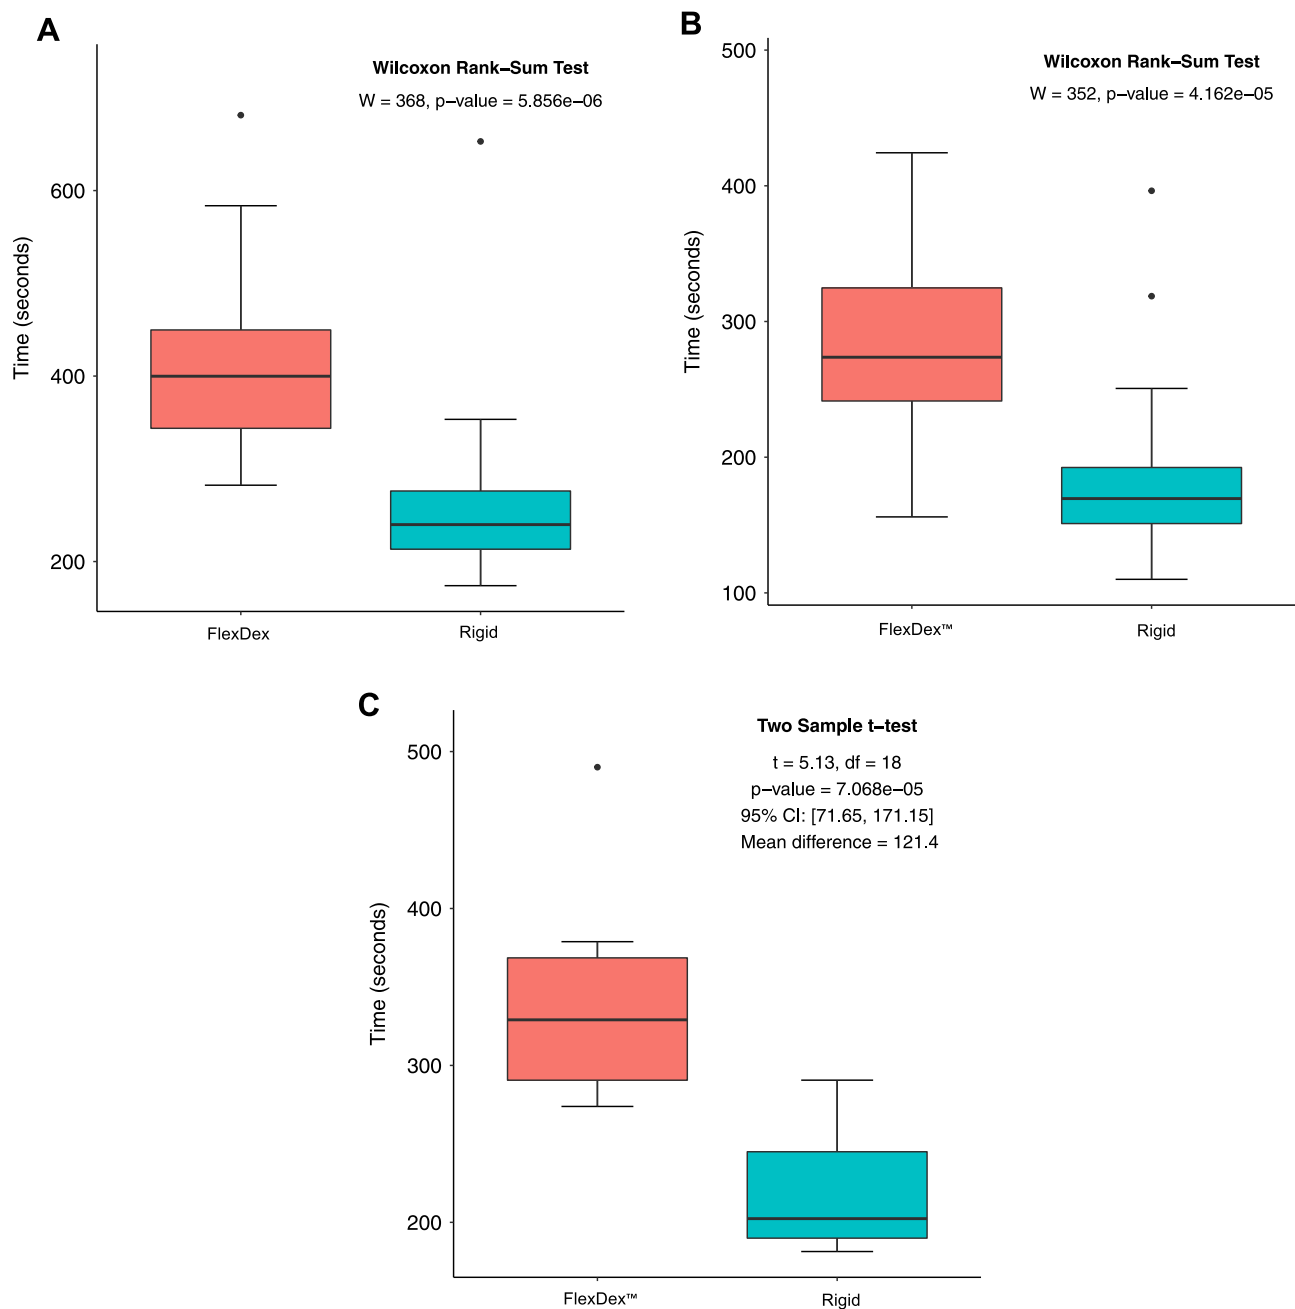 A
Wilcoxon Rank–Sum Test
W = 368, p–value = 5.856e–06
600
400
200
Time (seconds)
FlexDex
Rigid
B
Wilcoxon Rank–Sum Test
W = 352, p–value = 4.162e–05
500
400
300
200
100
Time (seconds)
FlexDex™
Rigid
C
Two Sample t–test
t = 5.13, df = 18
p–value = 7.068e–05
95% CI: [71.65, 171.15]
Mean difference = 121.4
500
400
300
200
Time (seconds)
FlexDex™
Rigid